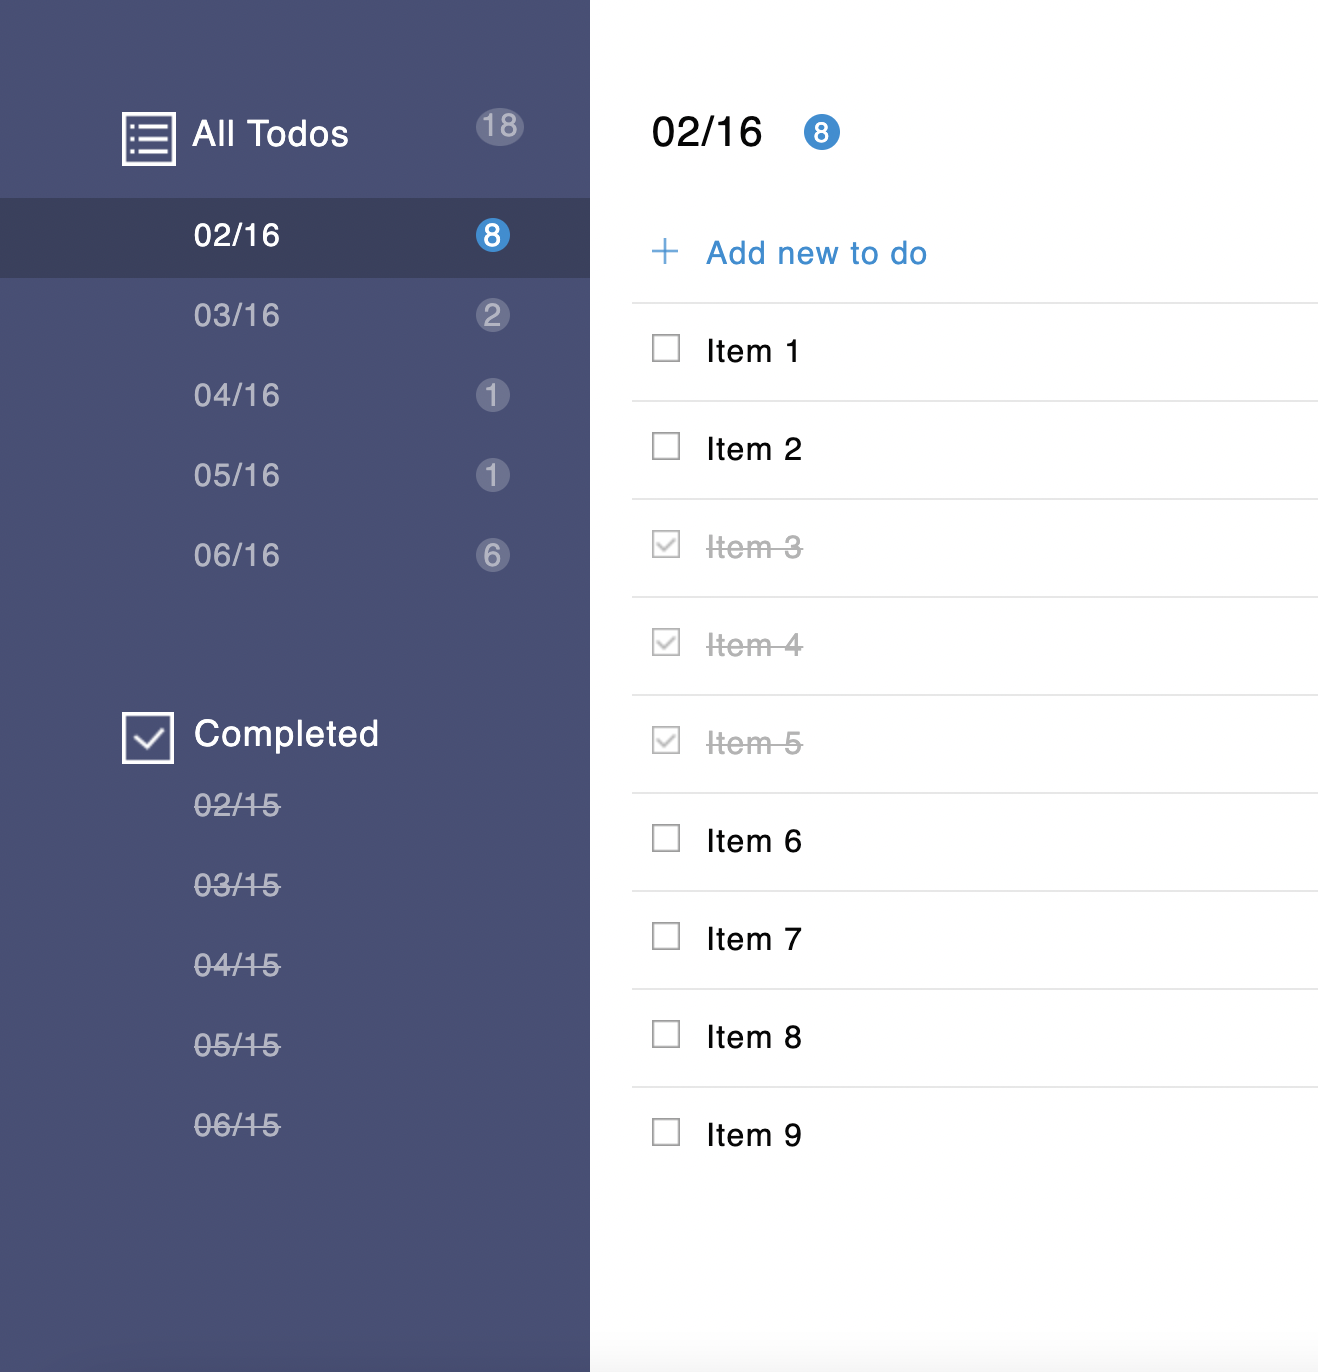 All Todos 18
02/16 8
03/16 2
04/16 1
05/16 1
06/16 6
Completed
02/15
03/15
04/15
05/15
06/15
02/16 8
Add new to do
Item 1
Item 2
Item 3
Item 4
Item 5
Item 6
Item 7
Item 8
Item 9